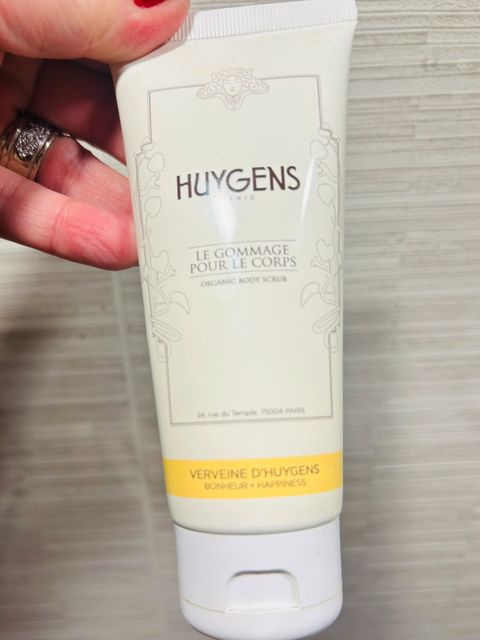 HUYGENS
PARIS
LE GOMMAGE
POUR LE CORPS
ORGANIC BODY SCRUB
24, rue du Temple, 75004 PARIS
VERVEINE D'HUYGENS
BONHEUR • HAPPINESS